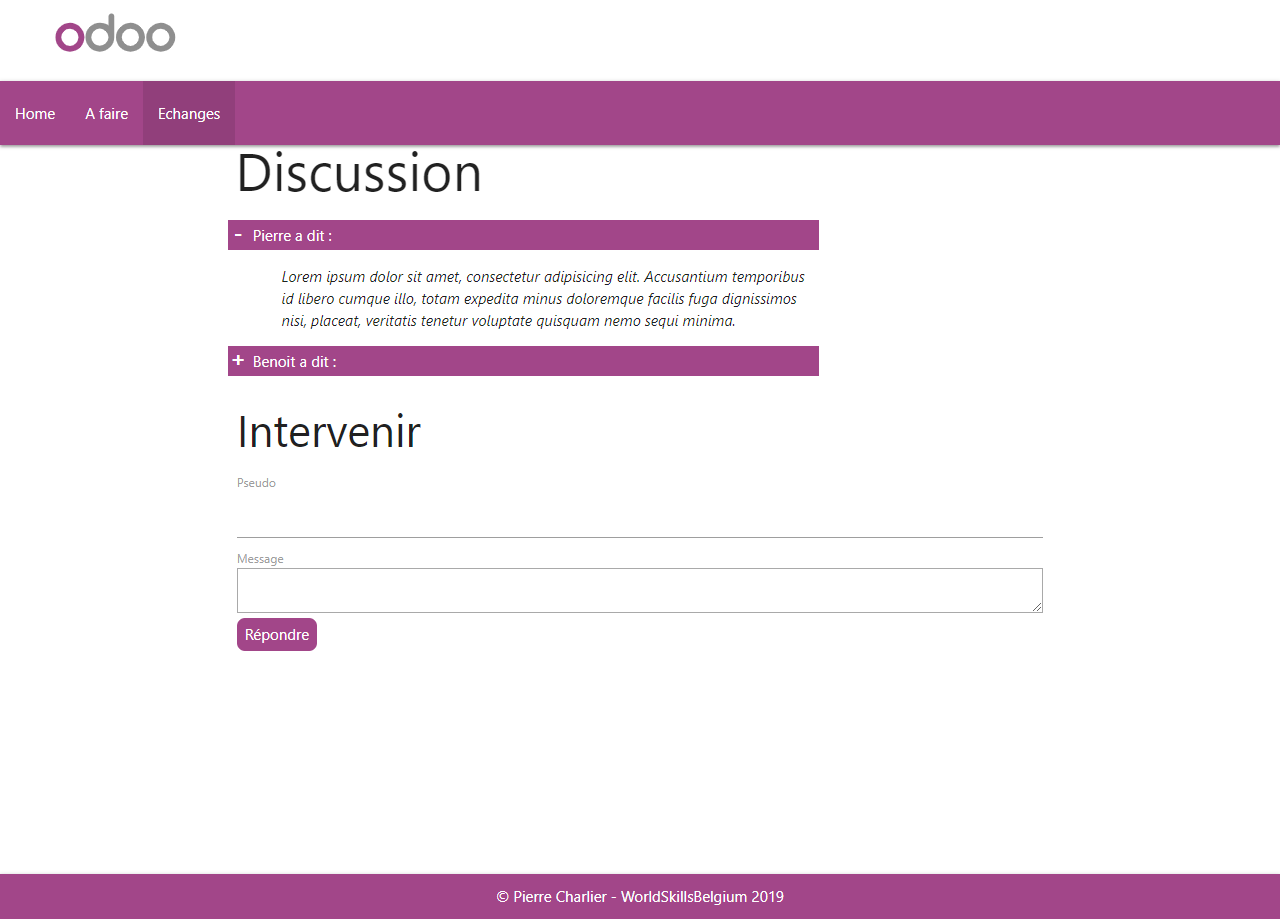 odoo
Home
A faire
Echanges
Discussion
- Pierre a dit :
Lorem ipsum dolor sit amet, consectetur adipisicing elit. Accusantium temporibus
id libero cumque illo, totam expedita minus doloremque facilis fuga dignissimos
nisi, placeat, veritatis tenetur voluptate quisquam nemo sequi minima.
+ Benoit a dit :
Intervenir
Pseudo
Message
Répondre
© Pierre Charlier - WorldSkillsBelgium 2019